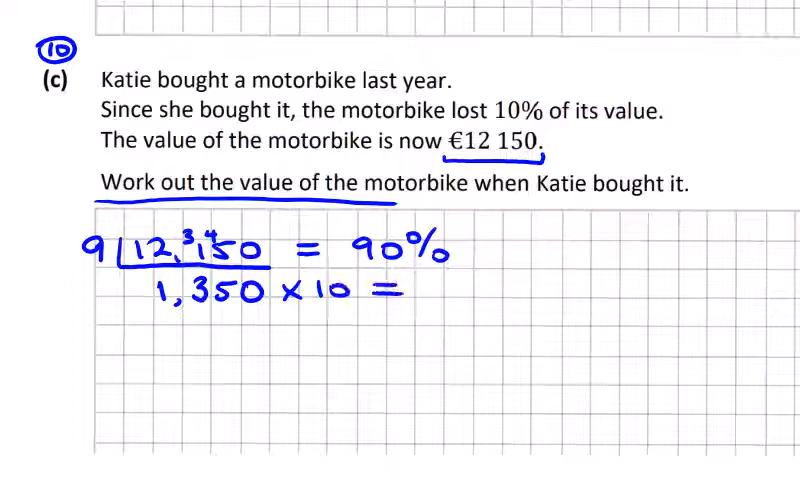 10
(c) Katie bought a motorbike last year.
Since she bought it, the motorbike lost 10% of its value.
The value of the motorbike is now €12 150.
Work out the value of the motorbike when Katie bought it.
9 12,³1⁴50 = 90%
1,350 × 10 =